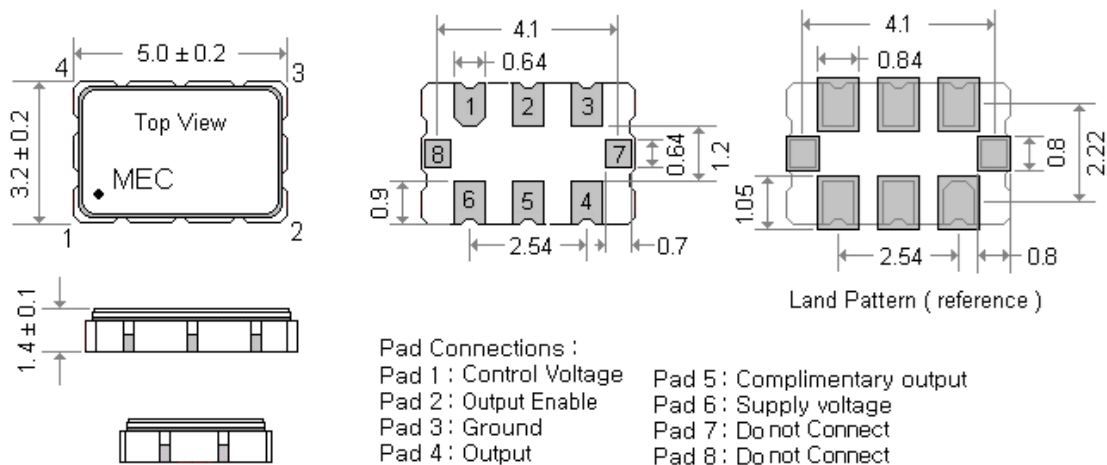 5.0 ± 0.2
4
3
Top View
MEC
3.2 ± 0.2
1
2
4.1
0.64
1
2
3
8
7
0.64
1.2
6
5
4
0.9
2.54
0.7
4.1
0.84
0.8
2.22
1.05
2.54
0.8
Land Pattern ( reference )
1.4 ± 0.1
Pad Connections :
Pad 1 : Control Voltage
Pad 2 : Output Enable
Pad 3 : Ground
Pad 4 : Output
Pad 5 : Complimentary output
Pad 6 : Supply voltage
Pad 7 : Do not Connect
Pad 8 : Do not Connect